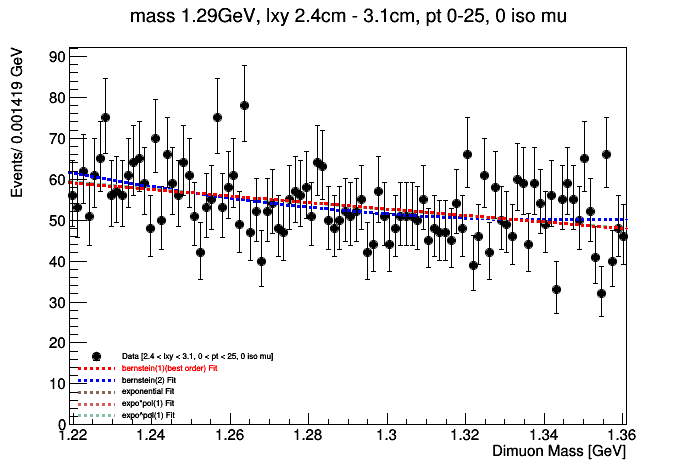 mass 1.29GeV, lxy 2.4cm - 3.1cm, pt 0-25, 0 iso mu
Events/ 0.001419 GeV
90
80
70
60
50
40
30
20
10
0
Data [2.4 < lxy < 3.1, 0 < pt < 25, 0 iso mu]
bernstein(1)(best order) Fit
bernstein(2) Fit
exponential Fit
expo*pol(1) Fit
expo^pol(1) Fit
1.22 1.24 1.26 1.28 1.3 1.32 1.34 1.36
Dimuon Mass [GeV]